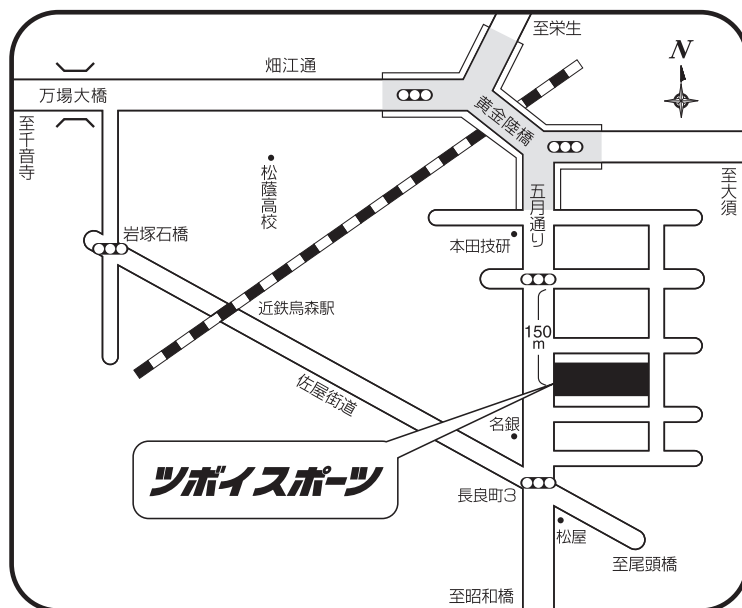 至栄生
N
畑江通
万場大橋
黄金陸橋
至千音寺
松蔭高校
至大須
五月通り
岩塚石橋
本田技研
近鉄烏森駅
150
m
佐屋街道
名銀
ツボイスポーツ
長良町3
松屋
至尾頭橋
至昭和橋